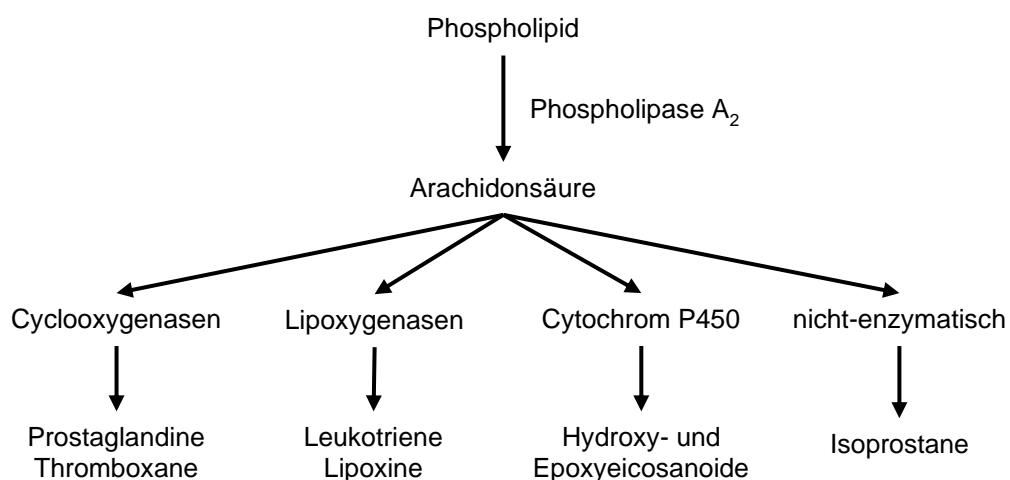 Phospholipid
Phospholipase A₂
Arachidonsäure
Cyclooxygenasen
Lipoxygenasen
Cytochrom P450
nicht-enzymatisch
Prostaglandine
Thromboxane
Leukotriene
Lipoxine
Hydroxy- und
Epoxyeicosanoide
Isoprostane